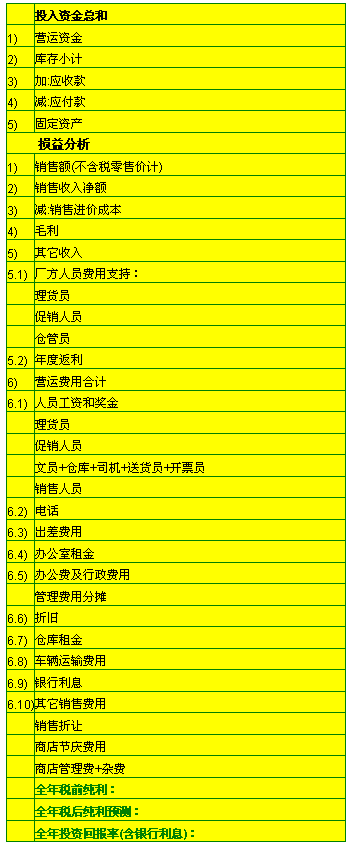 投入资金总和
1) 营运资金
2) 库存小计
3) 加:应收款
4) 减:应付款
5) 固定资产
损益分析
1) 销售额(不含税零售价计)
2) 销售收入净额
3) 减:销售进价成本
4) 毛利
5) 其它收入
5.1) 厂方人员费用支持：
理货员
促销人员
仓管员
5.2) 年度返利
6) 营运费用合计
6.1) 人员工资和奖金
理货员
促销人员
文员+仓库+司机+送货员+开票员
销售人员
6.2) 电话
6.3) 出差费用
6.4) 办公室租金
6.5) 办公费及行政费用
管理费用分摊
6.6) 折旧
6.7) 仓库租金
6.8) 车辆运输费用
6.9) 银行利息
6.10) 其它销售费用
销售折让
商店节庆费用
商店管理费+杂费
全年税前纯利：
全年税后纯利预测：
全年投资回报率(含银行利息)：